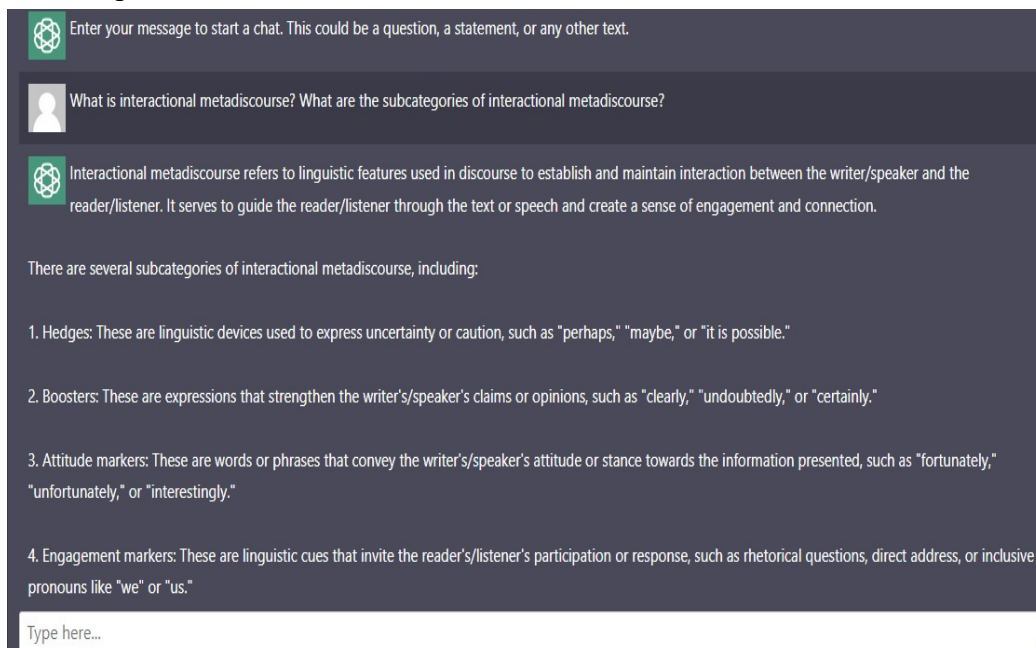 Enter your message to start a chat. This could be a question, a statement, or any other text.
What is interactional metadiscourse? What are the subcategories of interactional metadiscourse?
Interactional metadiscourse refers to linguistic features used in discourse to establish and maintain interaction between the writer/speaker and the
reader/listener. It serves to guide the reader/listener through the text or speech and create a sense of engagement and connection.
There are several subcategories of interactional metadiscourse, including:
1. Hedges: These are linguistic devices used to express uncertainty or caution, such as "perhaps," "maybe," or "it is possible."
2. Boosters: These are expressions that strengthen the writer's/speaker's claims or opinions, such as "clearly," "undoubtedly," or "certainly."
3. Attitude markers: These are words or phrases that convey the writer's/speaker's attitude or stance towards the information presented, such as "fortunately,"
"unfortunately," or "interestingly."
4. Engagement markers: These are linguistic cues that invite the reader's/listener's participation or response, such as rhetorical questions, direct address, or inclusive
pronouns like "we" or "us."
Type here...